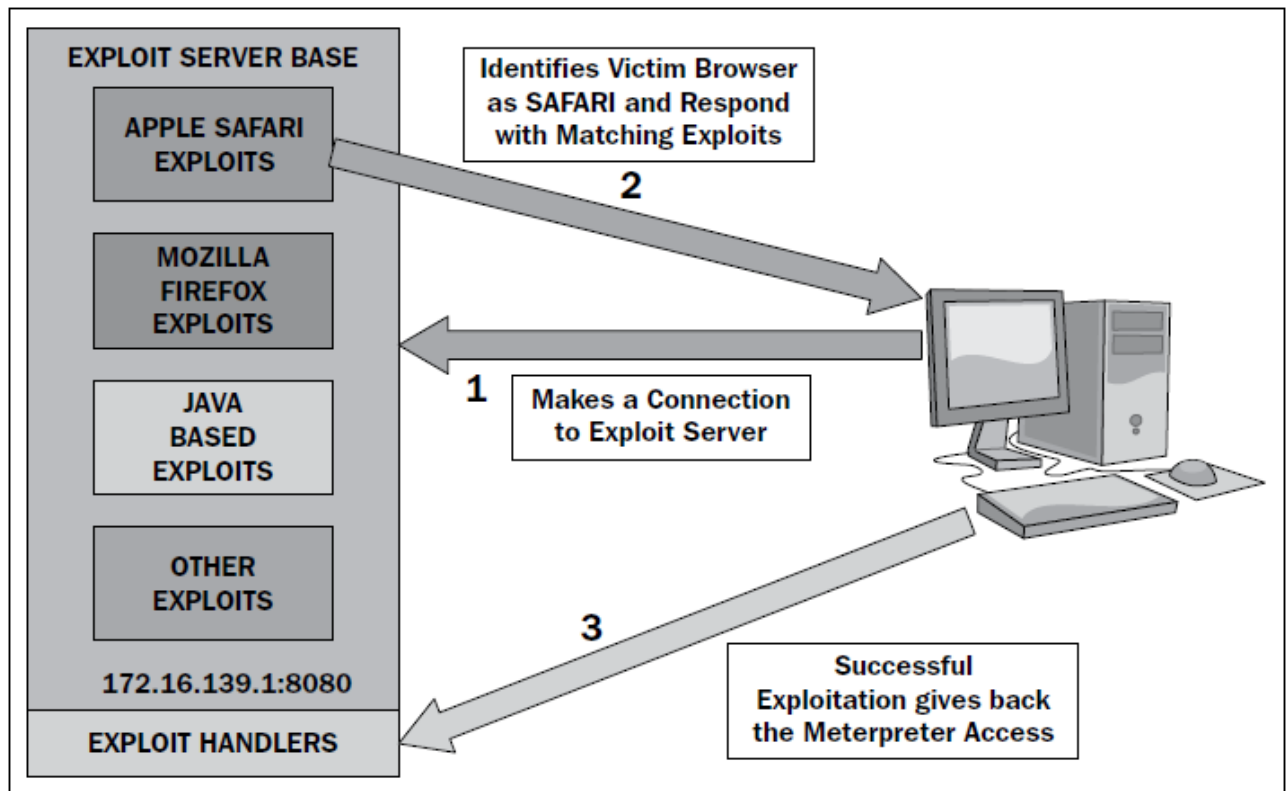 EXPLOIT SERVER BASE
APPLE SAFARI
EXPLOITS
MOZILLA
FIREFOX
EXPLOITS
JAVA
BASED
EXPLOITS
OTHER
EXPLOITS
172.16.139.1:8080
EXPLOIT HANDLERS
Identifies Victim Browser
as SAFARI and Respond
with Matching Exploits
2
1
Makes a Connection
to Exploit Server
3
Successful
Exploitation gives back
the Meterpreter Access